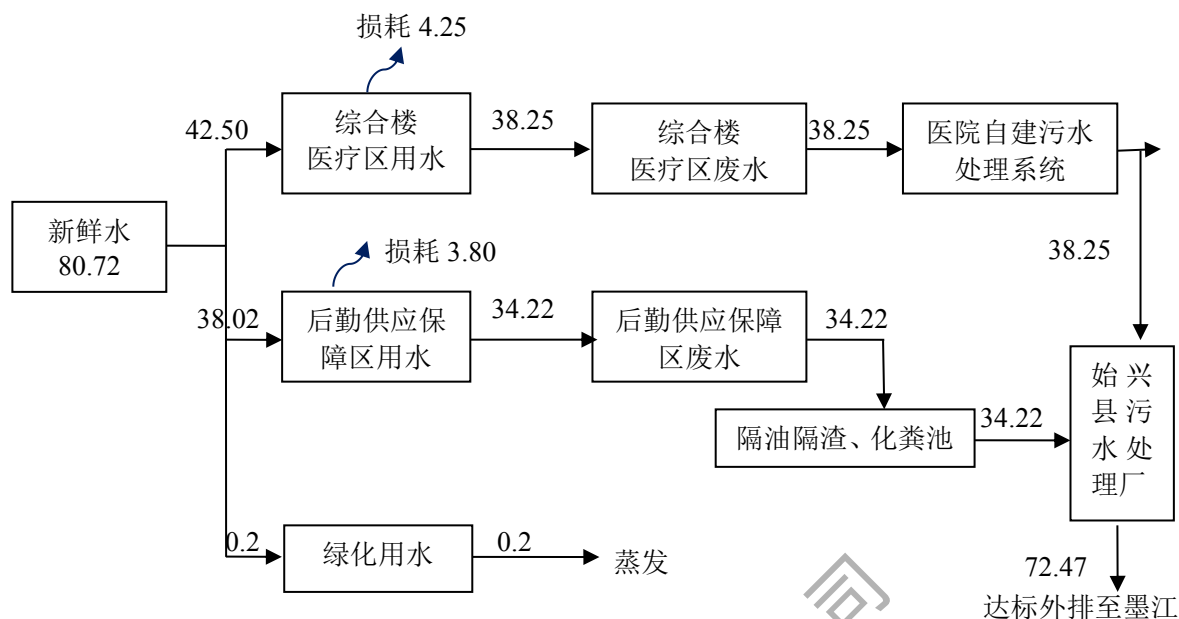 损耗 4.25
42.50
综合楼
医疗区用水
38.25
综合楼
医疗区废水
38.25
医院自建污水
处理系统
新鲜水
80.72
损耗 3.80
38.25
38.02
后勤供应保
障区用水
34.22
后勤供应保障
区废水
34.22
始兴
县污
水处
理厂
隔油隔渣、化粪池
34.22
0.2
绿化用水
0.2
蒸发
72.47
达标外排至墨江
司